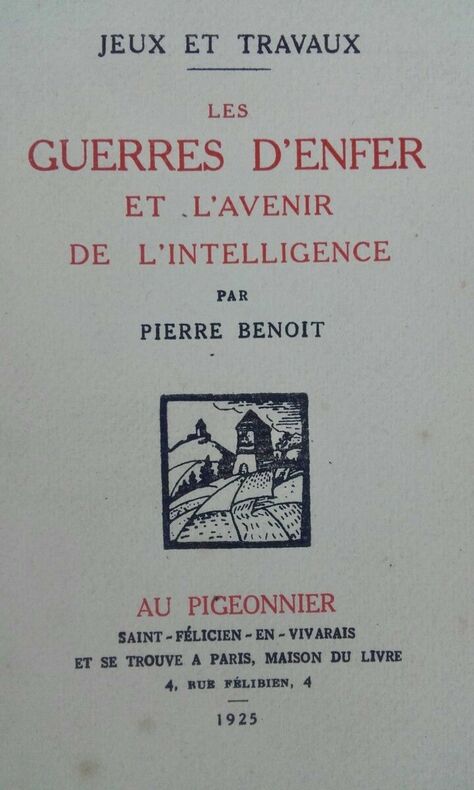 JEUX ET TRAVAUX
LES
GUERRES D'ENFER
ET L'AVENIR
DE L'INTELLIGENCE
PAR
PIERRE BENOIT
AU PIGEONNIER
SAINT-FÉLICIEN-EN-VIVARAIS
ET SE TROUVE A PARIS, MAISON DU LIVRE
4, RUE FÉLIBIEN, 4
1925